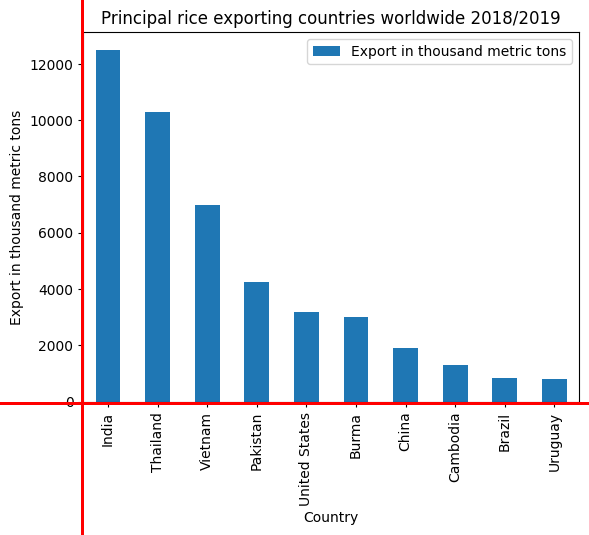 Principal rice exporting countries worldwide 2018/2019
Export in thousand metric tons
Export in thousand metric tons
12000
10000
8000
6000
4000
2000
0
India
Thailand
Vietnam
Pakistan
United States
Burma
China
Cambodia
Brazil
Uruguay
Country